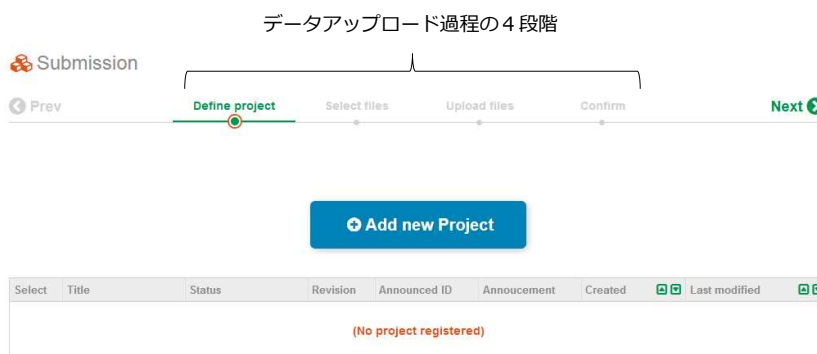 データアップロード過程の4段階
Submission
Prev Define project Select files Upload files Confirm Next
Add new Project
Select Title Status Revision Announced ID Annoucement Created Last modified
(No project registered)